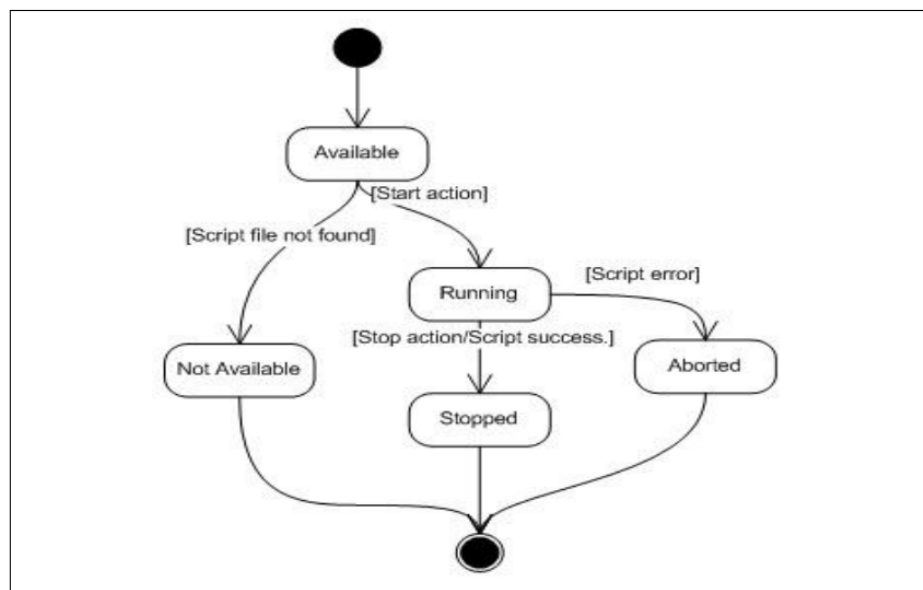 Available
[Start action]
[Script file not found]
[Script error]
Running
[Stop action/Script success.]
Not Available
Aborted
Stopped